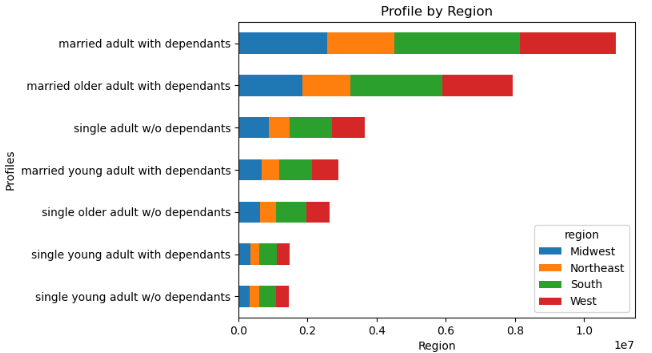 Profile by Region
married adult with dependants
married older adult with dependants
single adult w/o dependants
married young adult with dependants
single older adult w/o dependants
single young adult with dependants
single young adult w/o dependants
Profiles
region
Midwest
Northeast
South
West
0.0 0.2 0.4 0.6 0.8 1.0
1e7
Region